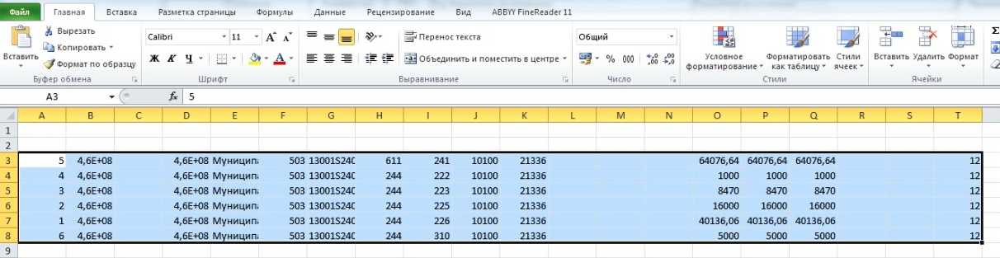 Файл Главная Вставка Разметка страницы Формулы Данные Рецензирование Вид ABBYY FineReader 11
Вставить Вырезать Копировать Формат по образцу
Буфер обмена
Calibri 11 A A
Ж К Ч A
Шрифт
Перенос текста
Объединить и поместить в центре
Выравнивание
Общий
% 000 ,00 ,0 ,00
Число
Условное форматирование Форматировать как таблицу Стили ячеек
Стили
Вставить Удалить Формат
Ячейки
Σ
A3 fx 5
A B C D E F G H I J K L M N O P Q R S T
1
2
3 5 4,6E+08 4,6E+08 Муницип 503 13001S240 611 241 10100 21336 64076,64 64076,64 64076,64 12
4 4 4,6E+08 4,6E+08 Муницип 503 13001S240 244 222 10100 21336 1000 1000 1000 12
5 3 4,6E+08 4,6E+08 Муницип 503 13001S240 244 223 10100 21336 8470 8470 8470 12
6 2 4,6E+08 4,6E+08 Муницип 503 13001S240 244 225 10100 21336 16000 16000 16000 12
7 1 4,6E+08 4,6E+08 Муницип 503 13001S240 244 226 10100 21336 40136,06 40136,06 40136,06 12
8 6 4,6E+08 4,6E+08 Муницип 503 13001S240 244 310 10100 21336 5000 5000 5000 12
9